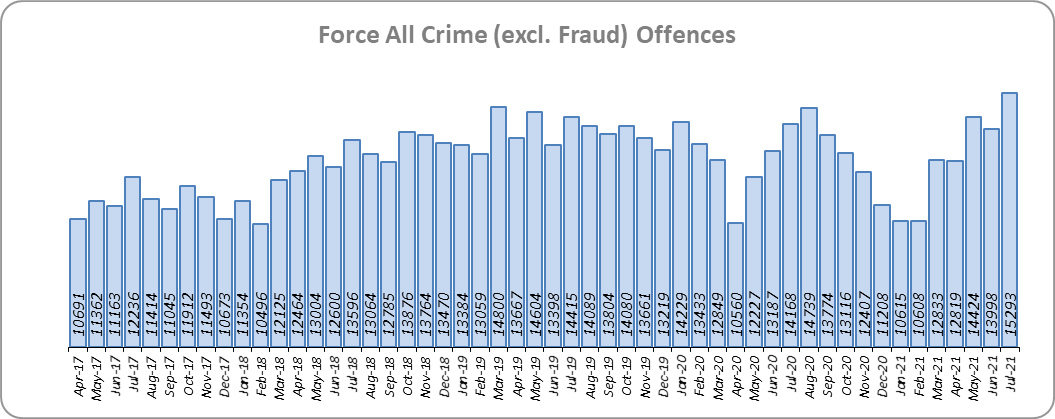 Force All Crime (excl. Fraud) Offences
10691
11362
11163
12236
11414
11045
11912
11493
10673
11354
10496
12125
12464
13004
12600
13596
13064
12785
13876
13764
13470
13384
13059
14800
13667
14604
13398
14415
14089
13804
14080
13661
13219
14229
13433
12849
10560
12227
13187
14168
14739
13774
13116
12407
11208
10615
10608
12833
12819
14424
13998
15293
Apr-17
May-17
Jun-17
Jul-17
Aug-17
Sep-17
Oct-17
Nov-17
Dec-17
Jan-18
Feb-18
Mar-18
Apr-18
May-18
Jun-18
Jul-18
Aug-18
Sep-18
Oct-18
Nov-18
Dec-18
Jan-19
Feb-19
Mar-19
Apr-19
May-19
Jun-19
Jul-19
Aug-19
Sep-19
Oct-19
Nov-19
Dec-19
Jan-20
Feb-20
Mar-20
Apr-20
May-20
Jun-20
Jul-20
Aug-20
Sep-20
Oct-20
Nov-20
Dec-20
Jan-21
Feb-21
Mar-21
Apr-21
May-21
Jun-21
Jul-21